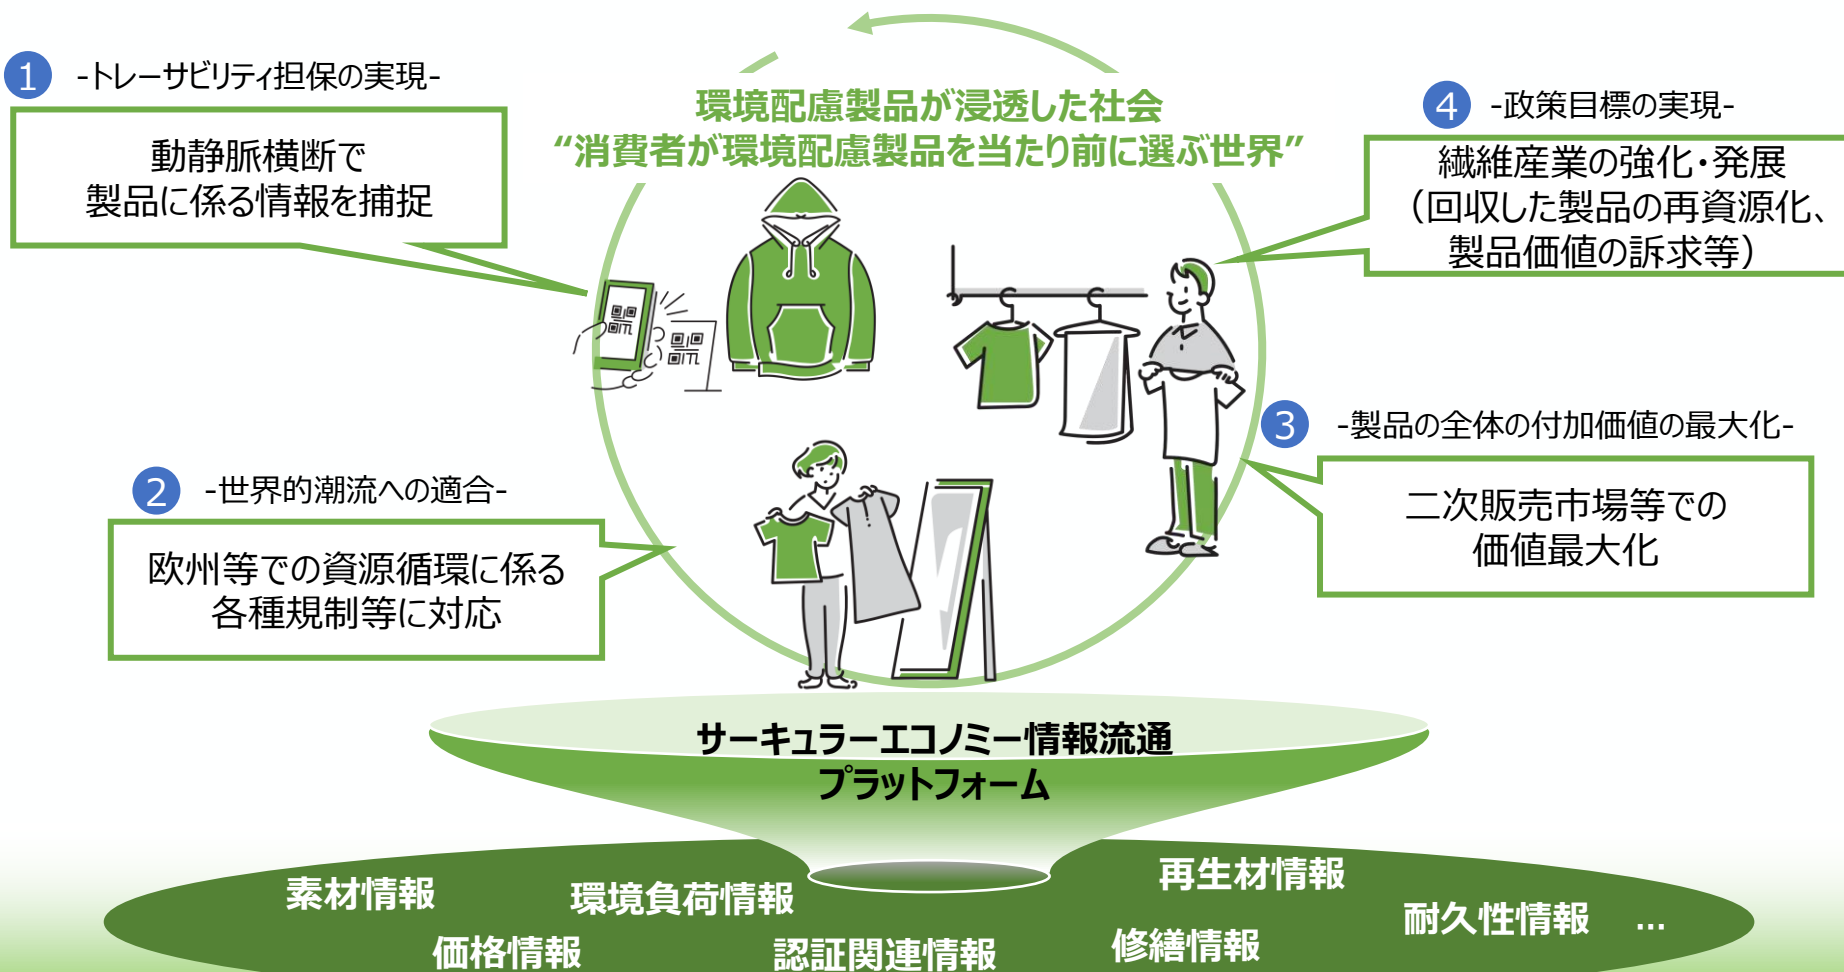 1
-トレーサビリティ担保の実現-
動静脈横断で
製品に係る情報を捕捉
環境配慮製品が浸透した社会
“消費者が環境配慮製品を当たり前に選ぶ世界”
4
-政策目標の実現-
繊維産業の強化・発展
（回収した製品の再資源化、
製品価値の訴求等）
2
-世界的潮流への適合-
欧州等での資源循環に係る
各種規制等に対応
3
-製品の全体の付加価値の最大化-
二次販売市場等での
価値最大化
サーキュラーエコノミー情報流通
プラットフォーム
素材情報
環境負荷情報
再生材情報
耐久性情報 …
価格情報
認証関連情報
修繕情報